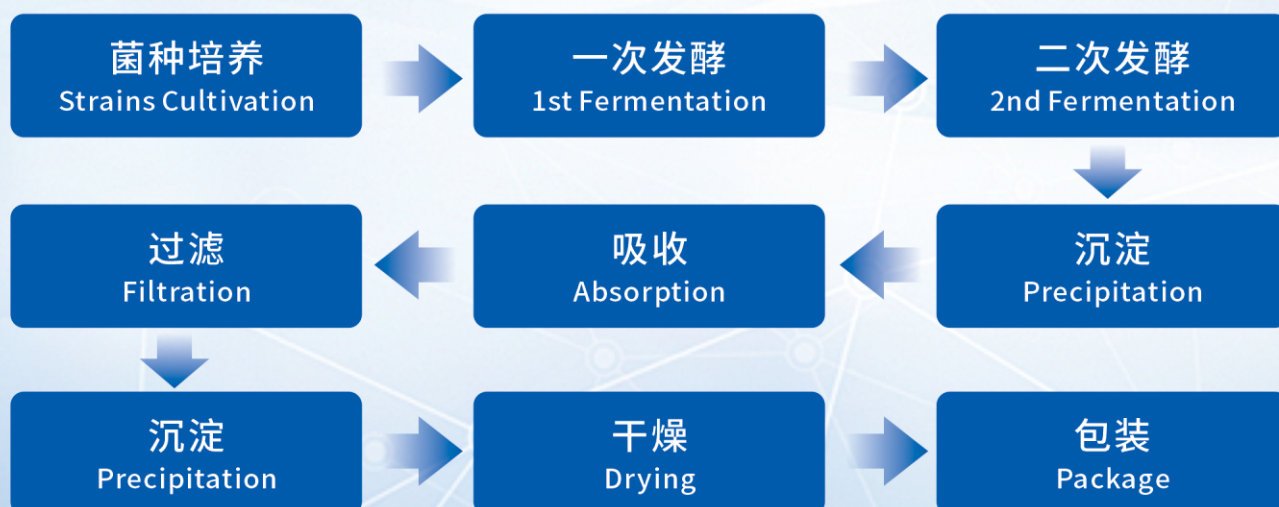 菌种培养
Strains Cultivation
一次发酵
1st Fermentation
二次发酵
2nd Fermentation
沉淀
Precipitation
吸收
Absorption
过滤
Filtration
沉淀
Precipitation
干燥
Drying
包装
Package